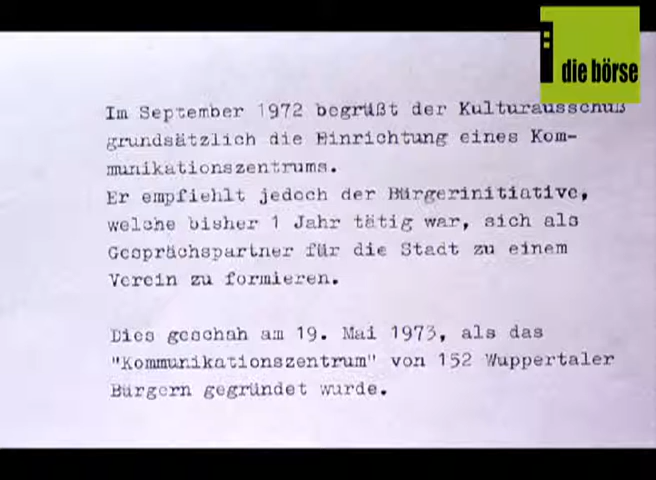 die börse
Im September 1972 begrüßt der Kulturausschuß
grundsätzlich die Einrichtung eines Kom-
munikationszentrums.
Er empfiehlt jedoch der Bürgerinitiative,
welche bisher 1 Jahr tätig war, sich als
Gesprächspartner für die Stadt zu einem
Verein zu formieren.
Dies geschah am 19. Mai 1973, als das
"Kommunikationszentrum" von 152 Wuppertaler
Bürgern gegründet wurde.